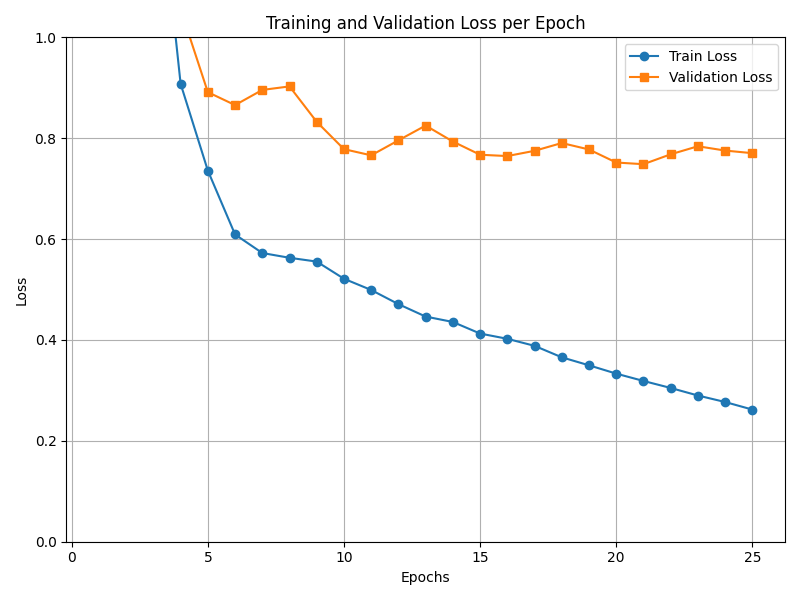 Training and Validation Loss per Epoch
Train Loss
Validation Loss
1.0
0.8
0.6
0.4
0.2
0.0
Loss
0 5 10 15 20 25
Epochs